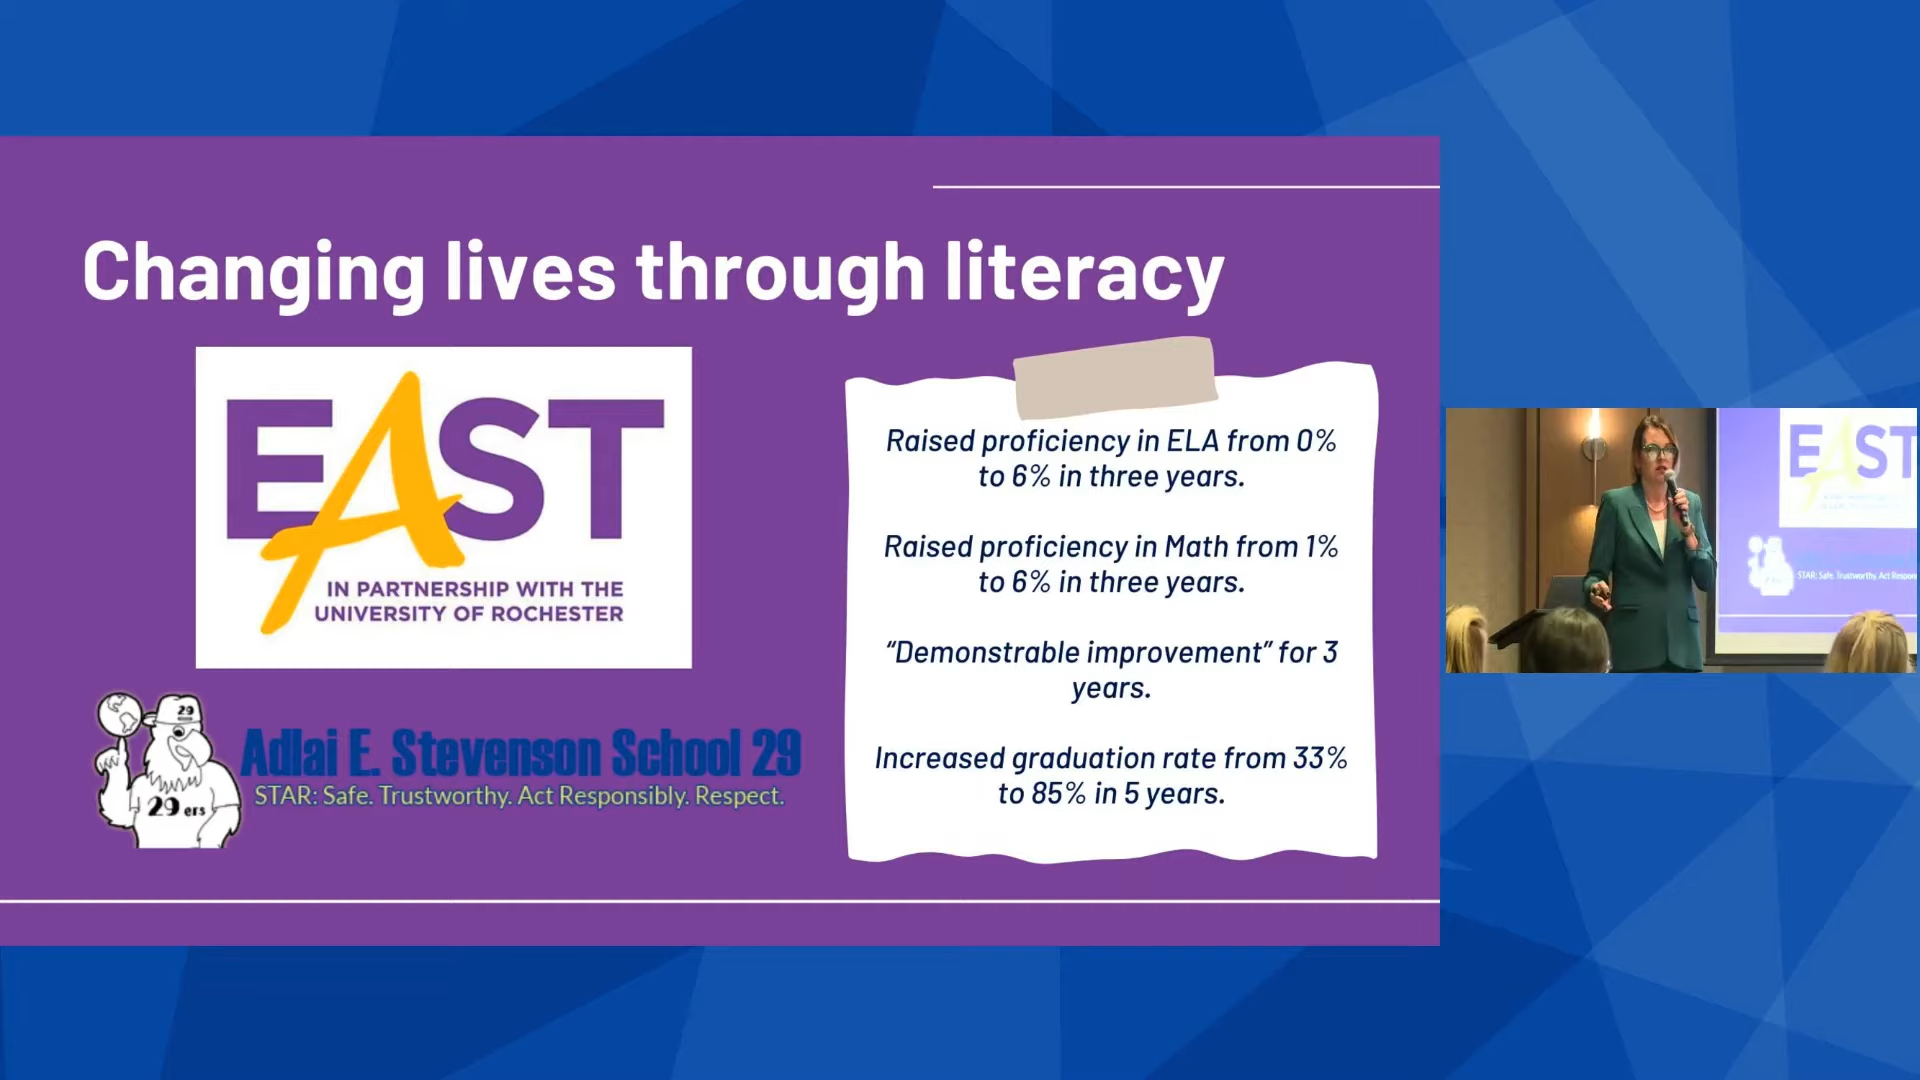 Changing lives through literacy
EAST
IN PARTNERSHIP WITH THE
UNIVERSITY OF ROCHESTER
29
29 ers
Adlai E. Stevenson School 29
STAR: Safe. Trustworthy. Act Responsibly. Respect.
Raised proficiency in ELA from 0%
to 6% in three years.
Raised proficiency in Math from 1%
to 6% in three years.
“Demonstrable improvement” for 3
years.
Increased graduation rate from 33%
to 85% in 5 years.
EAST
STAR: Safe. Trustworthy. Act Respon